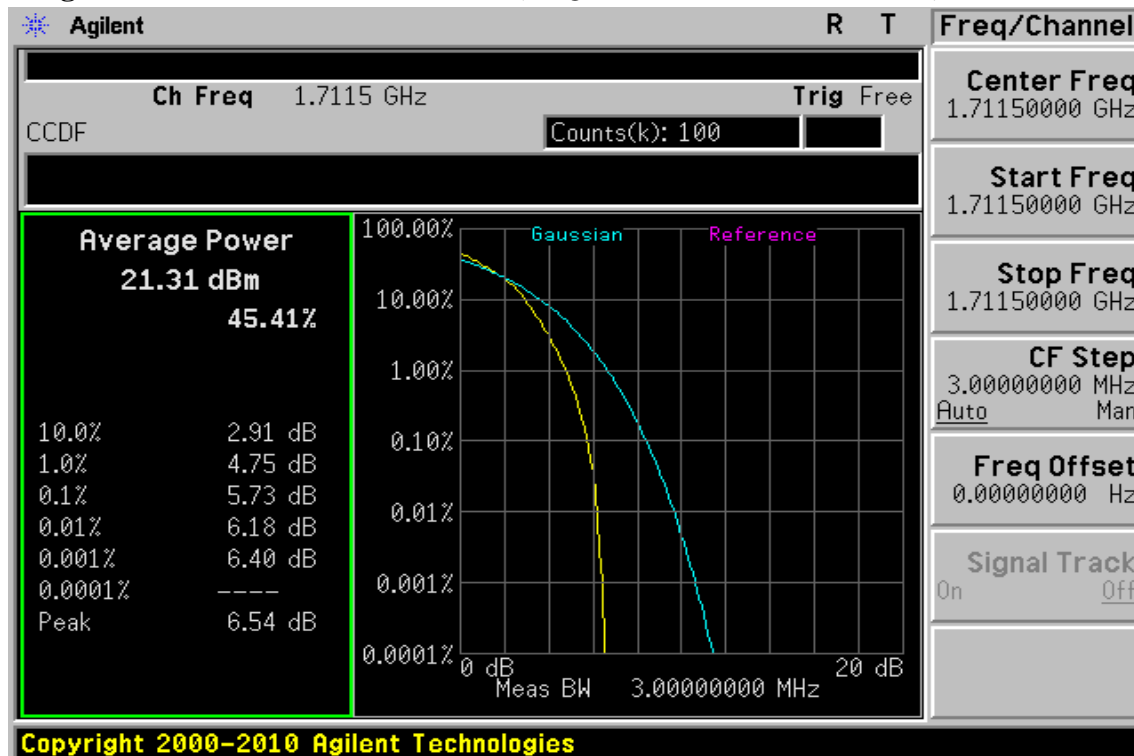 Agilent R T
Freq/Channel
Ch Freq 1.7115 GHz Trig Free
CCDF Counts(k): 100
Average Power
21.31 dBm
45.41%
10.0% 2.91 dB
1.0% 4.75 dB
0.1% 5.73 dB
0.01% 6.18 dB
0.001% 6.40 dB
0.0001% ----
Peak 6.54 dB
Gaussian Reference
100.00%
10.00%
1.00%
0.10%
0.01%
0.001%
0.0001%
0 dB 20 dB
Meas BW 3.00000000 MHz
Center Freq
1.71150000 GHz
Start Freq
1.71150000 GHz
Stop Freq
1.71150000 GHz
CF Step
3.00000000 MHz
Auto Man
Freq Offset
0.00000000 Hz
Signal Track
On Off
Copyright 2000-2010 Agilent Technologies